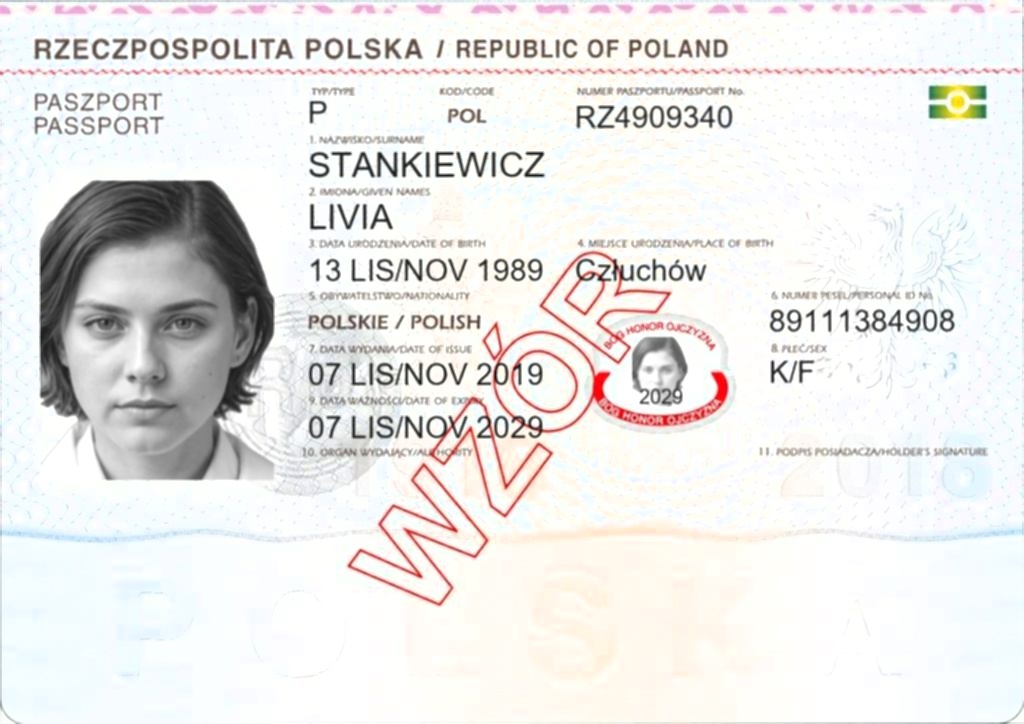 RZECZPOSPOLITA POLSKA / REPUBLIC OF POLAND
PASZPORT
PASSPORT
TYP/TYPE
P
KOD/CODE
POL
NUMER PASZPORTU/PASSPORT No.
RZ4909340
1. NAZWISKO/SURNAME
STANKIEWICZ
2. IMIONA/GIVEN NAMES
LIVIA
3. DATA URODZENIA/DATE OF BIRTH
13 LIS/NOV 1989
4. MIEJSCE URODZENIA/PLACE OF BIRTH
Człuchów
5. OBYWATELSTWO/NATIONALITY
POLSKIE / POLISH
6. NUMER PESEL/PERSONAL ID No.
89111384908
7. DATA WYDANIA/DATE OF ISSUE
07 LIS/NOV 2019
8. PŁEĆ/SEX
K/F
9. DATA WAŻNOŚCI/DATE OF EXPIRY
07 LIS/NOV 2029
10. ORGAN WYDAJĄCY/AUTHORITY
11. PODPIS POSIADACZA/HOLDER'S SIGNATURE
BÓG HONOR OJCZYZNA
2029
BÓG HONOR OJCZYZNA
WZÓR
2018
POLSKA